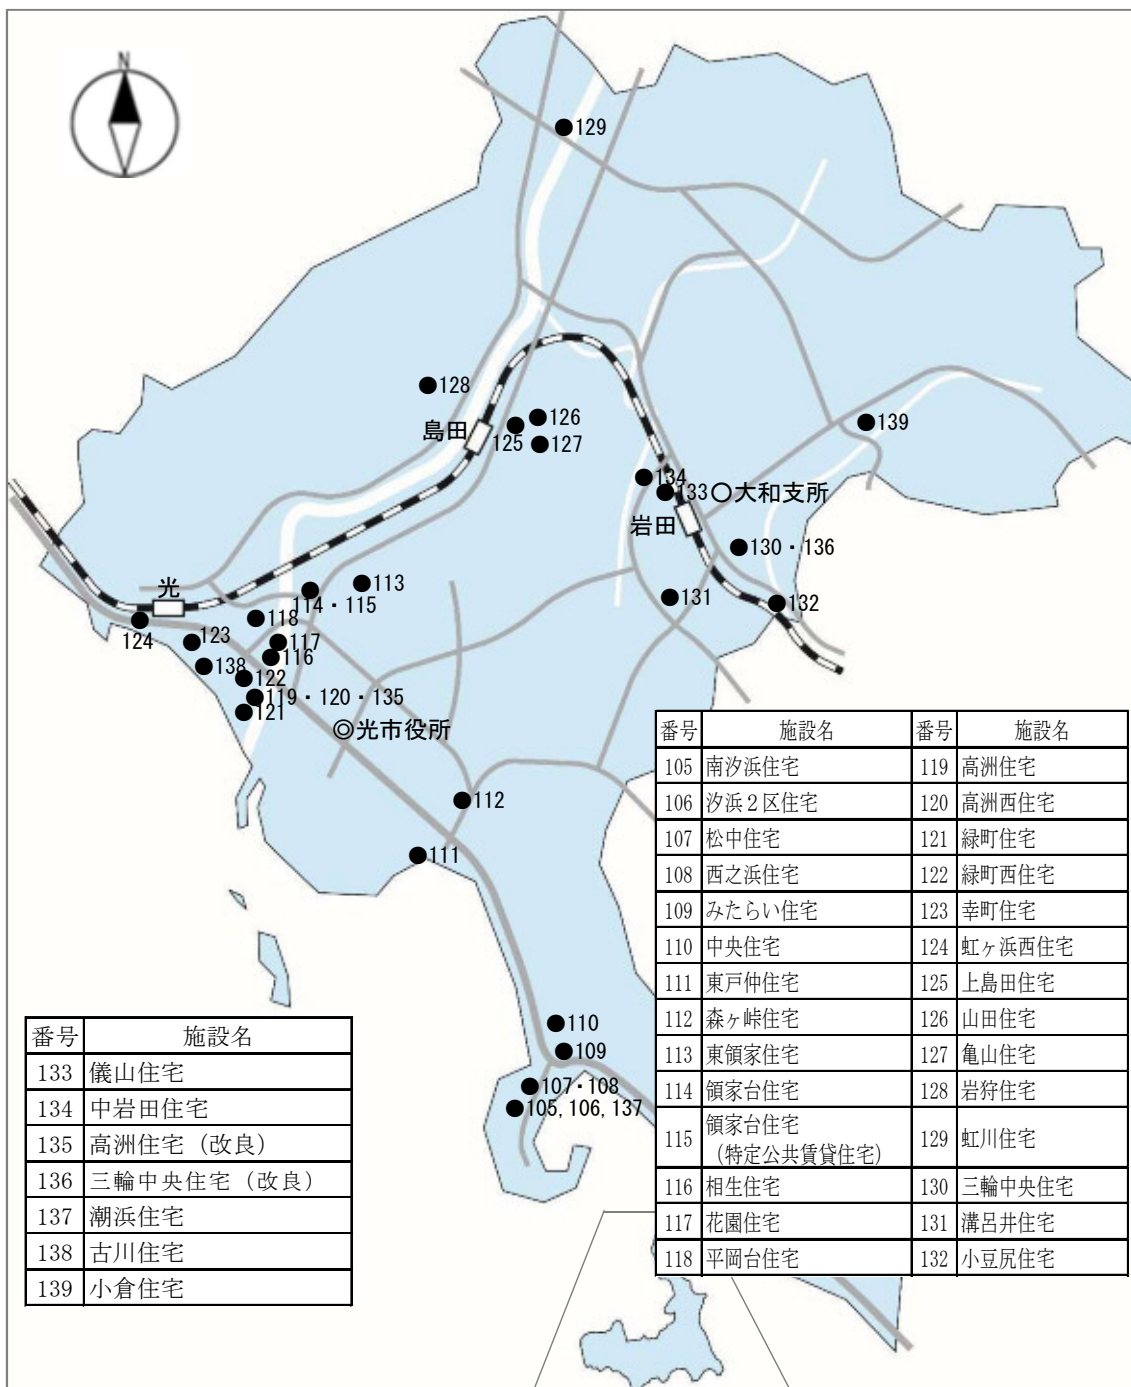 N
129
128
島田
126
125
127
139
134
133
大和支所
岩田
130・136
光
113
114・115
131
132
118
124
123
117
116
138
122
119・120・135
121
光市役所
112
111
110
109
107・108
105, 106, 137
番号 施設名 番号 施設名
105 南汐浜住宅 119 高洲住宅
106 汐浜２区住宅 120 高洲西住宅
107 松中住宅 121 緑町住宅
108 西之浜住宅 122 緑町西住宅
109 みたらい住宅 123 幸町住宅
110 中央住宅 124 虹ヶ浜西住宅
111 東戸仲住宅 125 上島田住宅
112 森ヶ峠住宅 126 山田住宅
113 東領家住宅 127 亀山住宅
114 領家台住宅 128 岩狩住宅
115 領家台住宅
（特定公共賃貸住宅） 129 虹川住宅
116 相生住宅 130 三輪中央住宅
117 花園住宅 131 溝呂井住宅
118 平岡台住宅 132 小豆尻住宅
番号 施設名
133 儀山住宅
134 中岩田住宅
135 高洲住宅（改良）
136 三輪中央住宅（改良）
137 潮浜住宅
138 古川住宅
139 小倉住宅